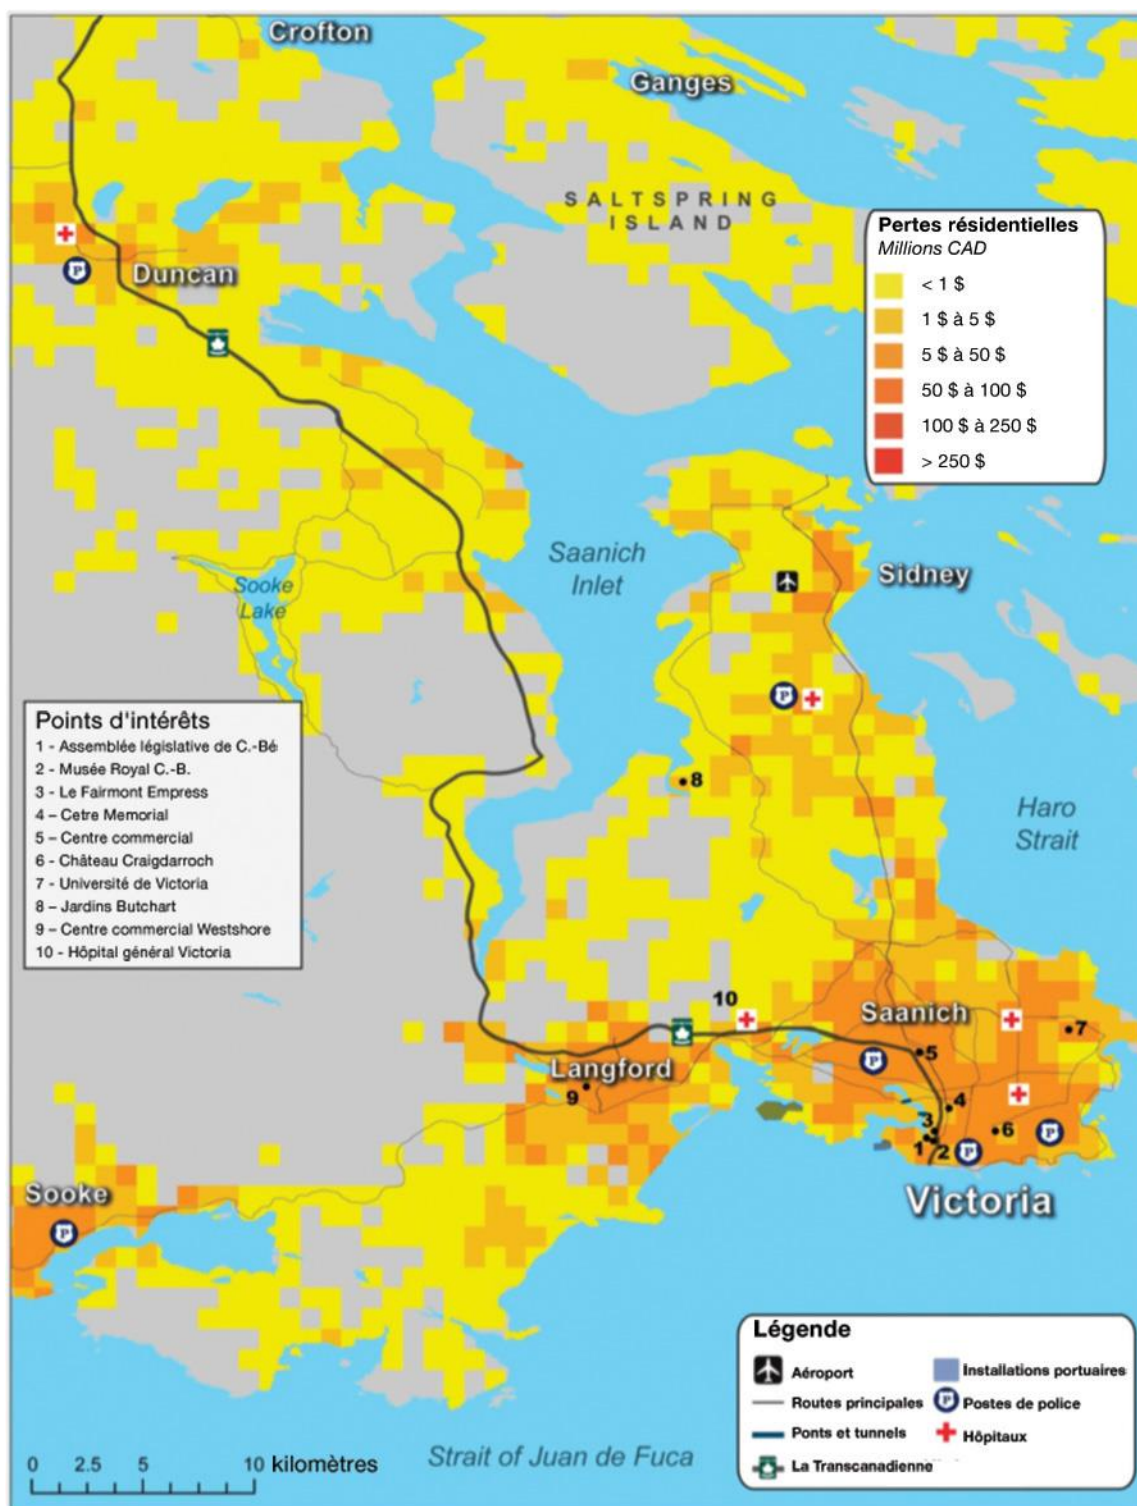 Crofton
Ganges
SALTSPRING
ISLAND
Pertes résidentielles
Millions CAD
< 1 $
1 $ à 5 $
5 $ à 50 $
50 $ à 100 $
100 $ à 250 $
> 250 $
Duncan
Saanich
Inlet
Sidney
Sooke
Lake
Points d'intérêts
1 - Assemblée législative de C.-Bé
2 - Musée Royal C.-B.
3 - Le Fairmont Empress
4 – Cetre Memorial
5 – Centre commercial
6 - Château Craigdarroch
7 - Université de Victoria
8 – Jardins Butchart
9 – Centre commercial Westshore
10 - Hôpital général Victoria
8
Haro
Strait
10
Saanich
7
5
Langford
9
4
3
6
1
2
P
P
P
P
P
P
Sooke
Victoria
Légende
Aéroport
Routes principales
Ponts et tunnels
La Transcanadienne
Installations portuaires
P
Postes de police
Hôpitaux
0 2.5 5 10 kilomètres
Strait of Juan de Fuca